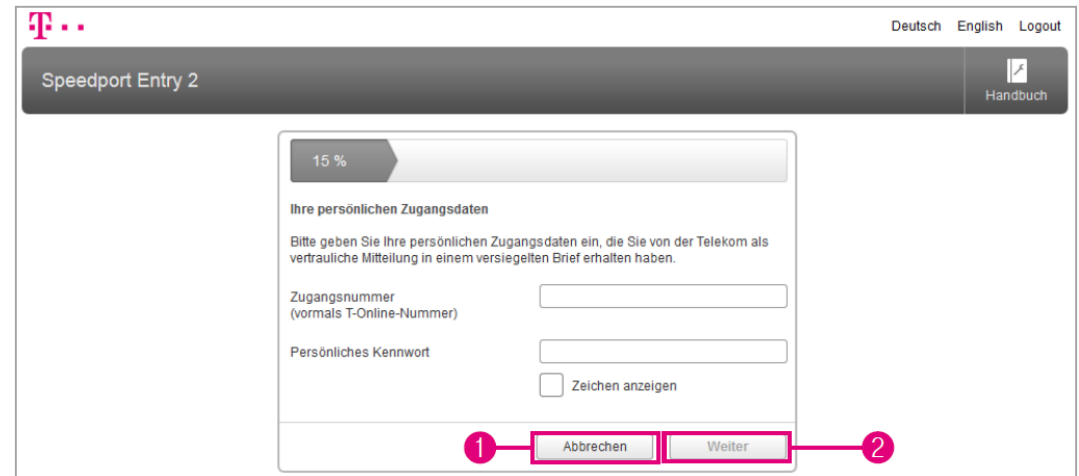 T
Deutsch English Logout
Speedport Entry 2
Handbuch
15 %
Ihre persönlichen Zugangsdaten
Bitte geben Sie Ihre persönlichen Zugangsdaten ein, die Sie von der Telekom als
vertrauliche Mitteilung in einem versiegelten Brief erhalten haben.
Zugangsnummer
(vormals T-Online-Nummer)
Persönliches Kennwort
Zeichen anzeigen
1 Abbrechen Weiter 2